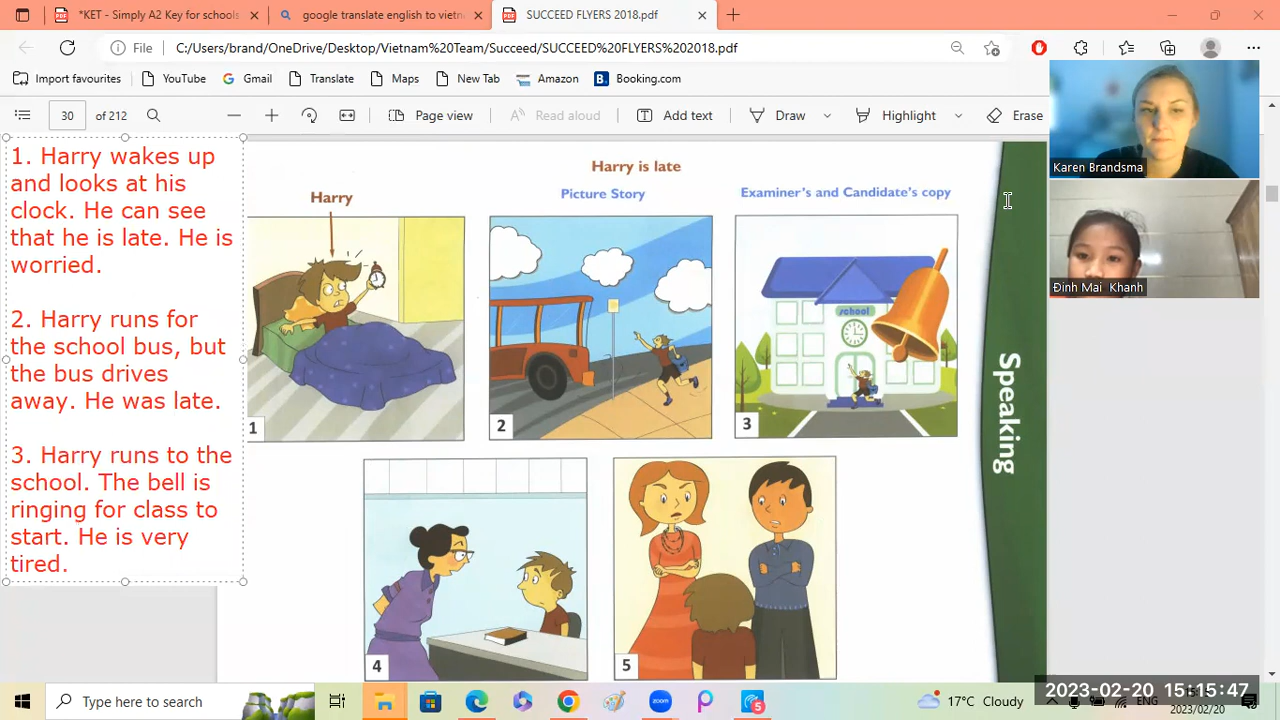 *KET - Simply A2 Key for schools
google translate english to vietn
SUCCEED FLYERS 2018.pdf
File
C:/Users/brand/OneDrive/Desktop/Vietnam%20Team/Succeed/SUCCEED%20FLYERS%202018.pdf
Import favourites
YouTube
Gmail
Translate
Maps
New Tab
Amazon
Booking.com
30 of 212
Page view
Read aloud
Add text
Draw
Highlight
Erase
Karen Brandsma
Đinh Mai Khanh
1. Harry wakes up
and looks at his
clock. He can see
that he is late. He is
worried.
2. Harry runs for
the school bus, but
the bus drives
away. He was late.
3. Harry runs to the
school. The bell is
ringing for class to
start. He is very
tired.
Harry is late
Harry
Picture Story
Examiner's and Candidate's copy
school
1
2
3
4
5
Speaking
Type here to search
5
17°C Cloudy
ENG
2023-02-20 15:15:47
2023/02/20